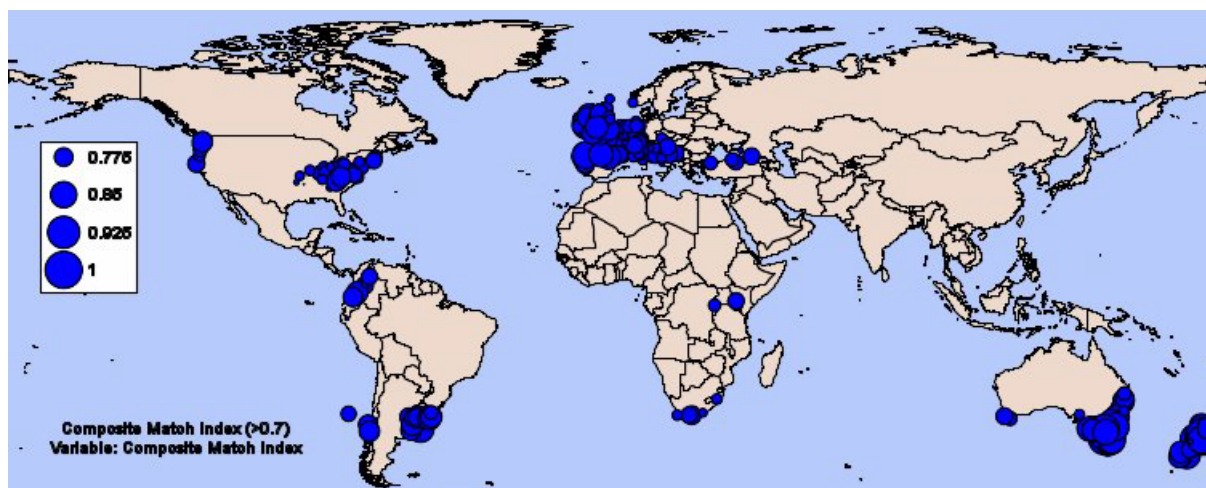 0.775
0.85
0.925
1
Composite Match Index (>0.7)
Variable: Composite Match Index